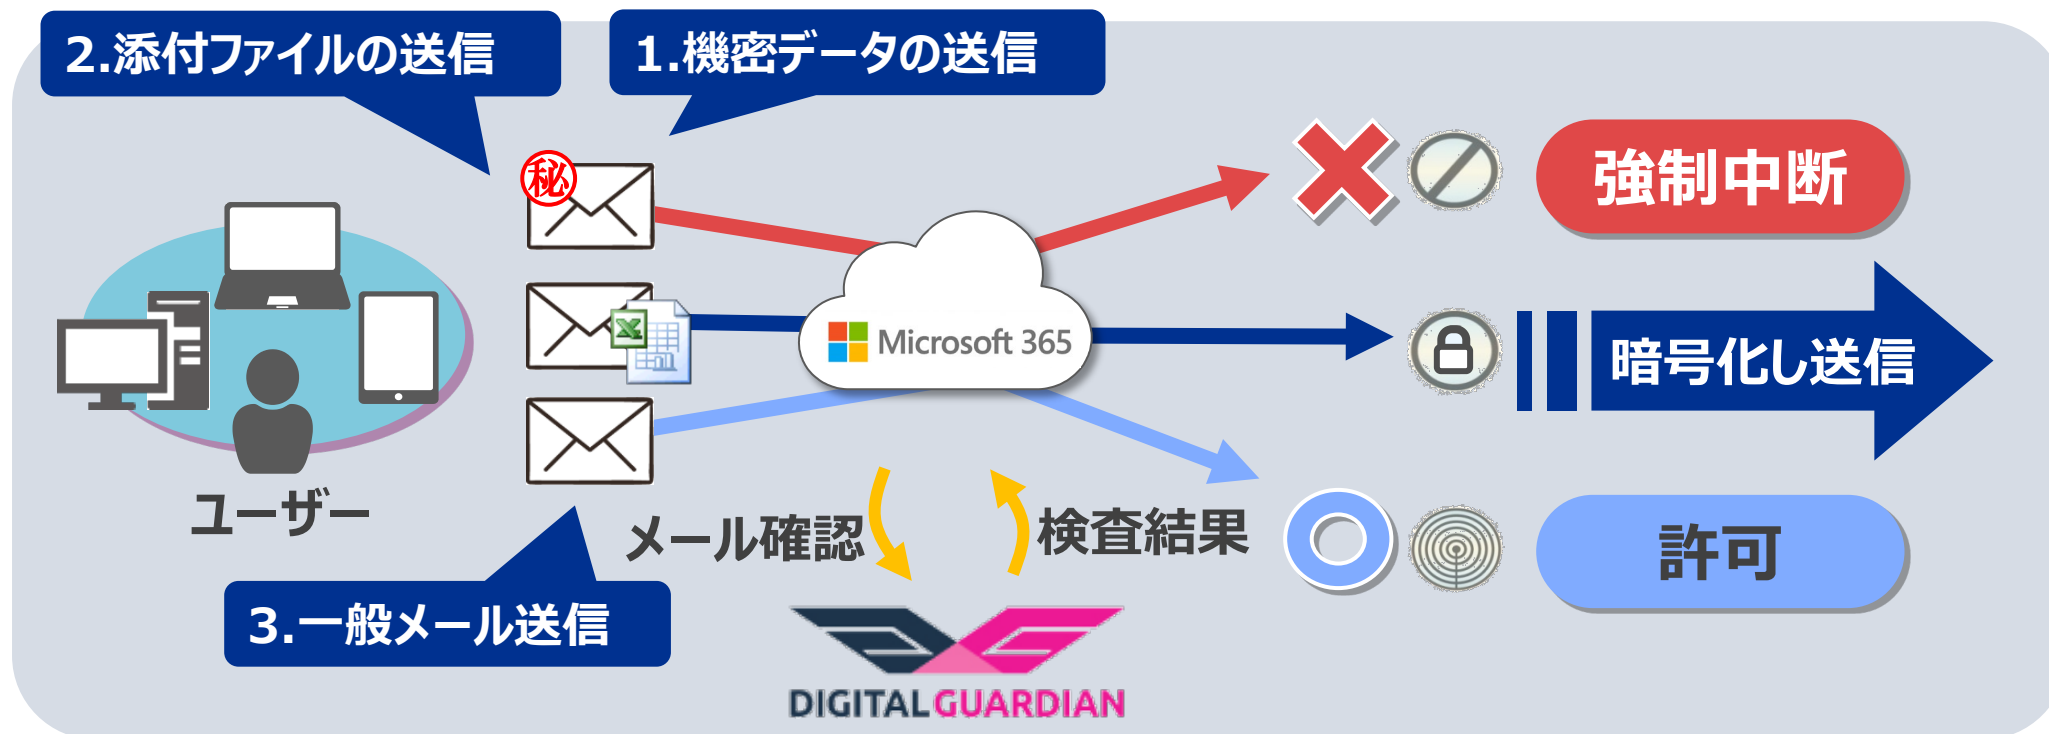 2.添付ファイルの送信
1.機密データの送信
秘
強制中断
Microsoft 365
暗号化し送信
ユーザー
メール確認
検査結果
許可
3.一般メール送信
DIGITAL GUARDIAN